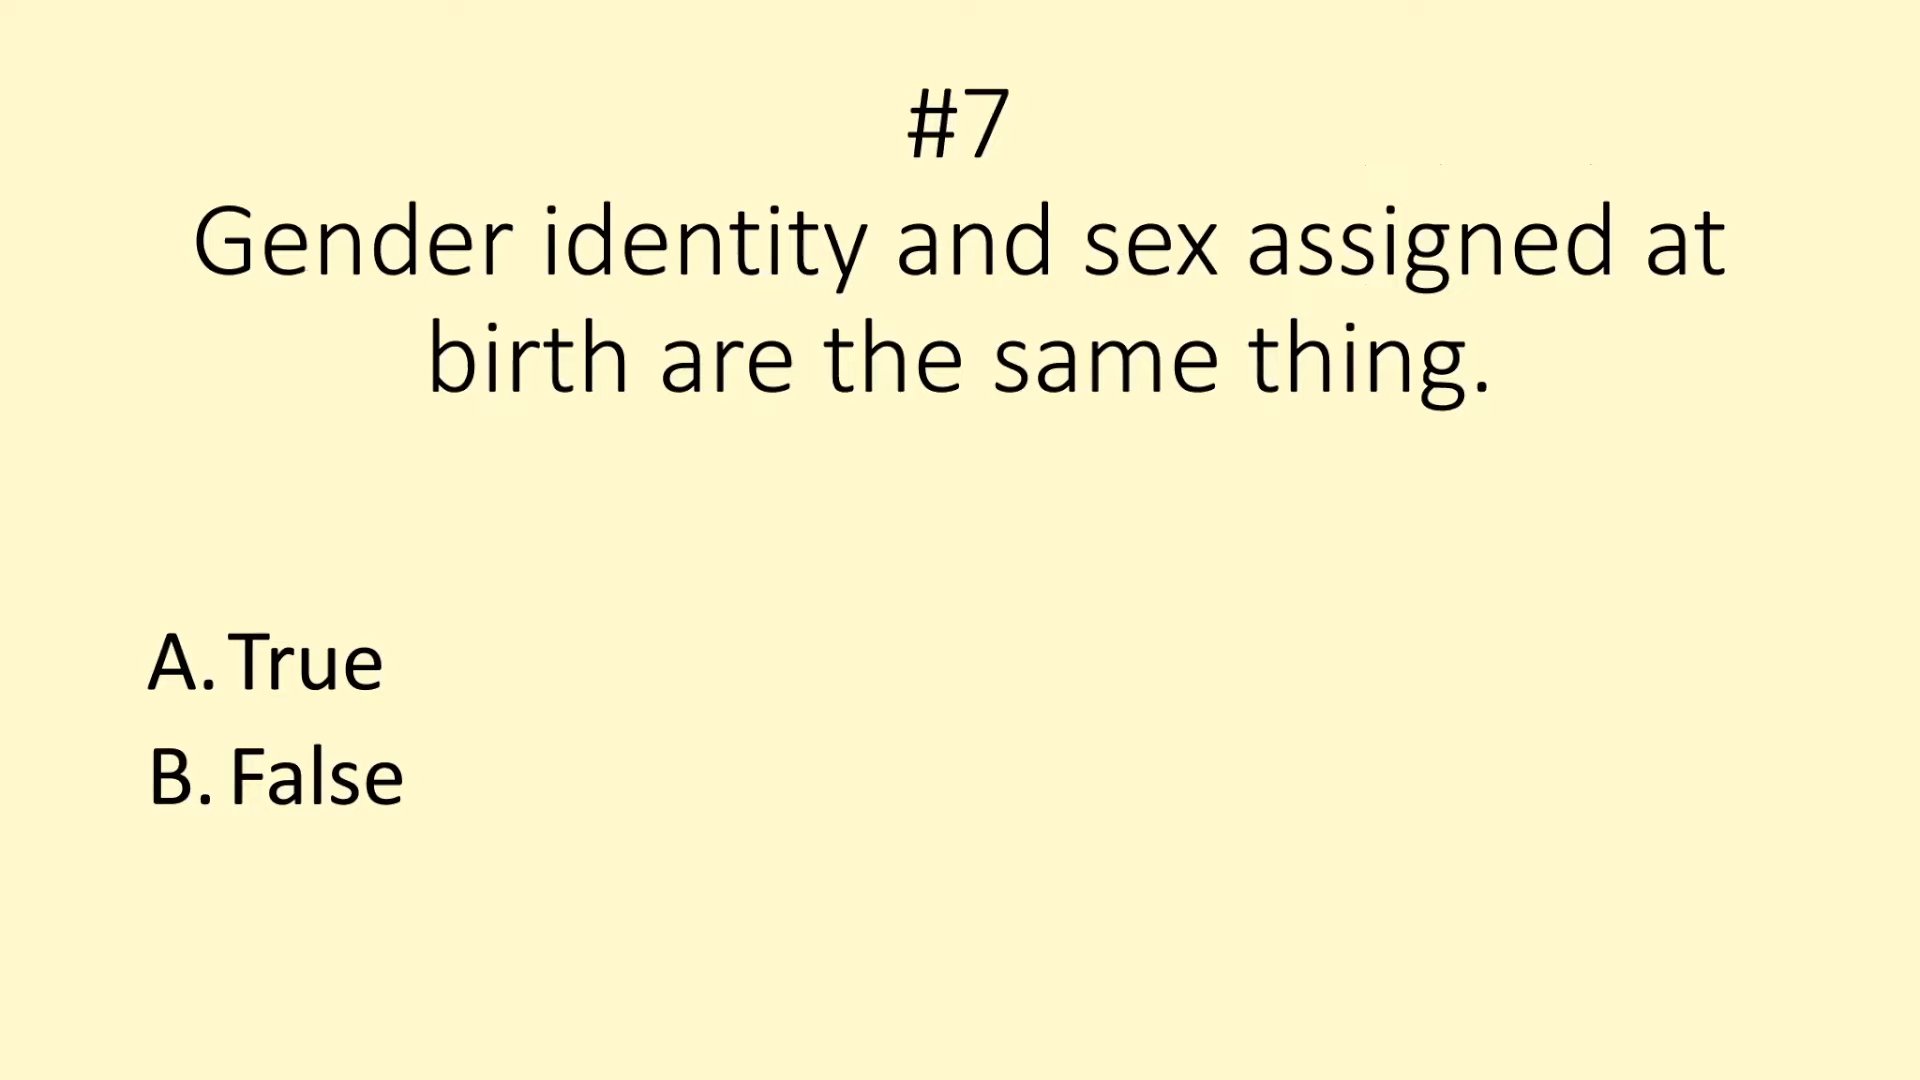 #7
Gender identity and sex assigned at
birth are the same thing.
A. True
B. False